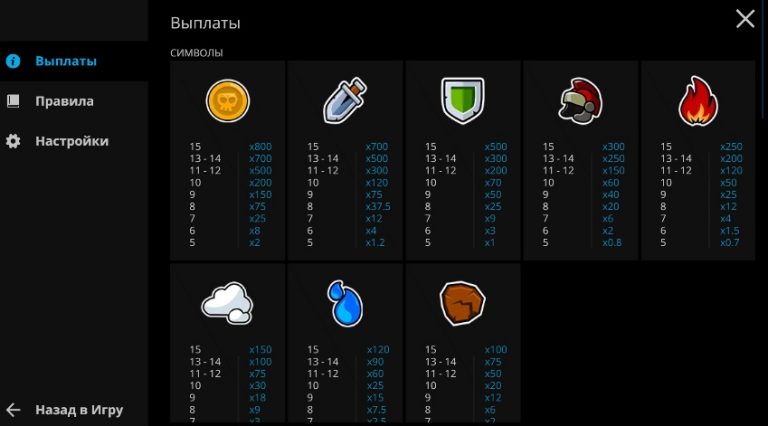 Выплаты
СИМВОЛЫ
Выплаты
Правила
Настройки
Назад в Игру
15 x800
13 - 14 x700
11 - 12 x500
10 x200
9 x150
8 x75
7 x25
6 x8
5 x2
15 x700
13 - 14 x500
11 - 12 x300
10 x120
9 x75
8 x37.5
7 x12
6 x4
5 x1.2
15 x500
13 - 14 x300
11 - 12 x200
10 x70
9 x50
8 x25
7 x9
6 x3
5 x1
15 x300
13 - 14 x250
11 - 12 x150
10 x60
9 x40
8 x20
7 x6
6 x2
5 x0.8
15 x250
13 - 14 x200
11 - 12 x120
10 x50
9 x25
8 x12
7 x4
6 x1.5
5 x0.7
15 x150
13 - 14 x100
11 - 12 x75
10 x30
9 x18
8 x9
7 x3
15 x120
13 - 14 x90
11 - 12 x60
10 x25
9 x15
8 x7.5
7 x2.5
15 x100
13 - 14 x75
11 - 12 x50
10 x20
9 x12
8 x6
7 x2